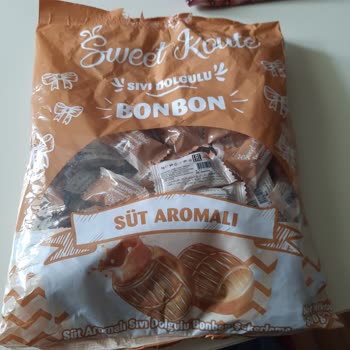 Sweet Route
SIVI DOLGULU
BONBON
SÜT AROMALI
Süt Aromalı Sıvı Dolgulu Bonbon Şekerleme